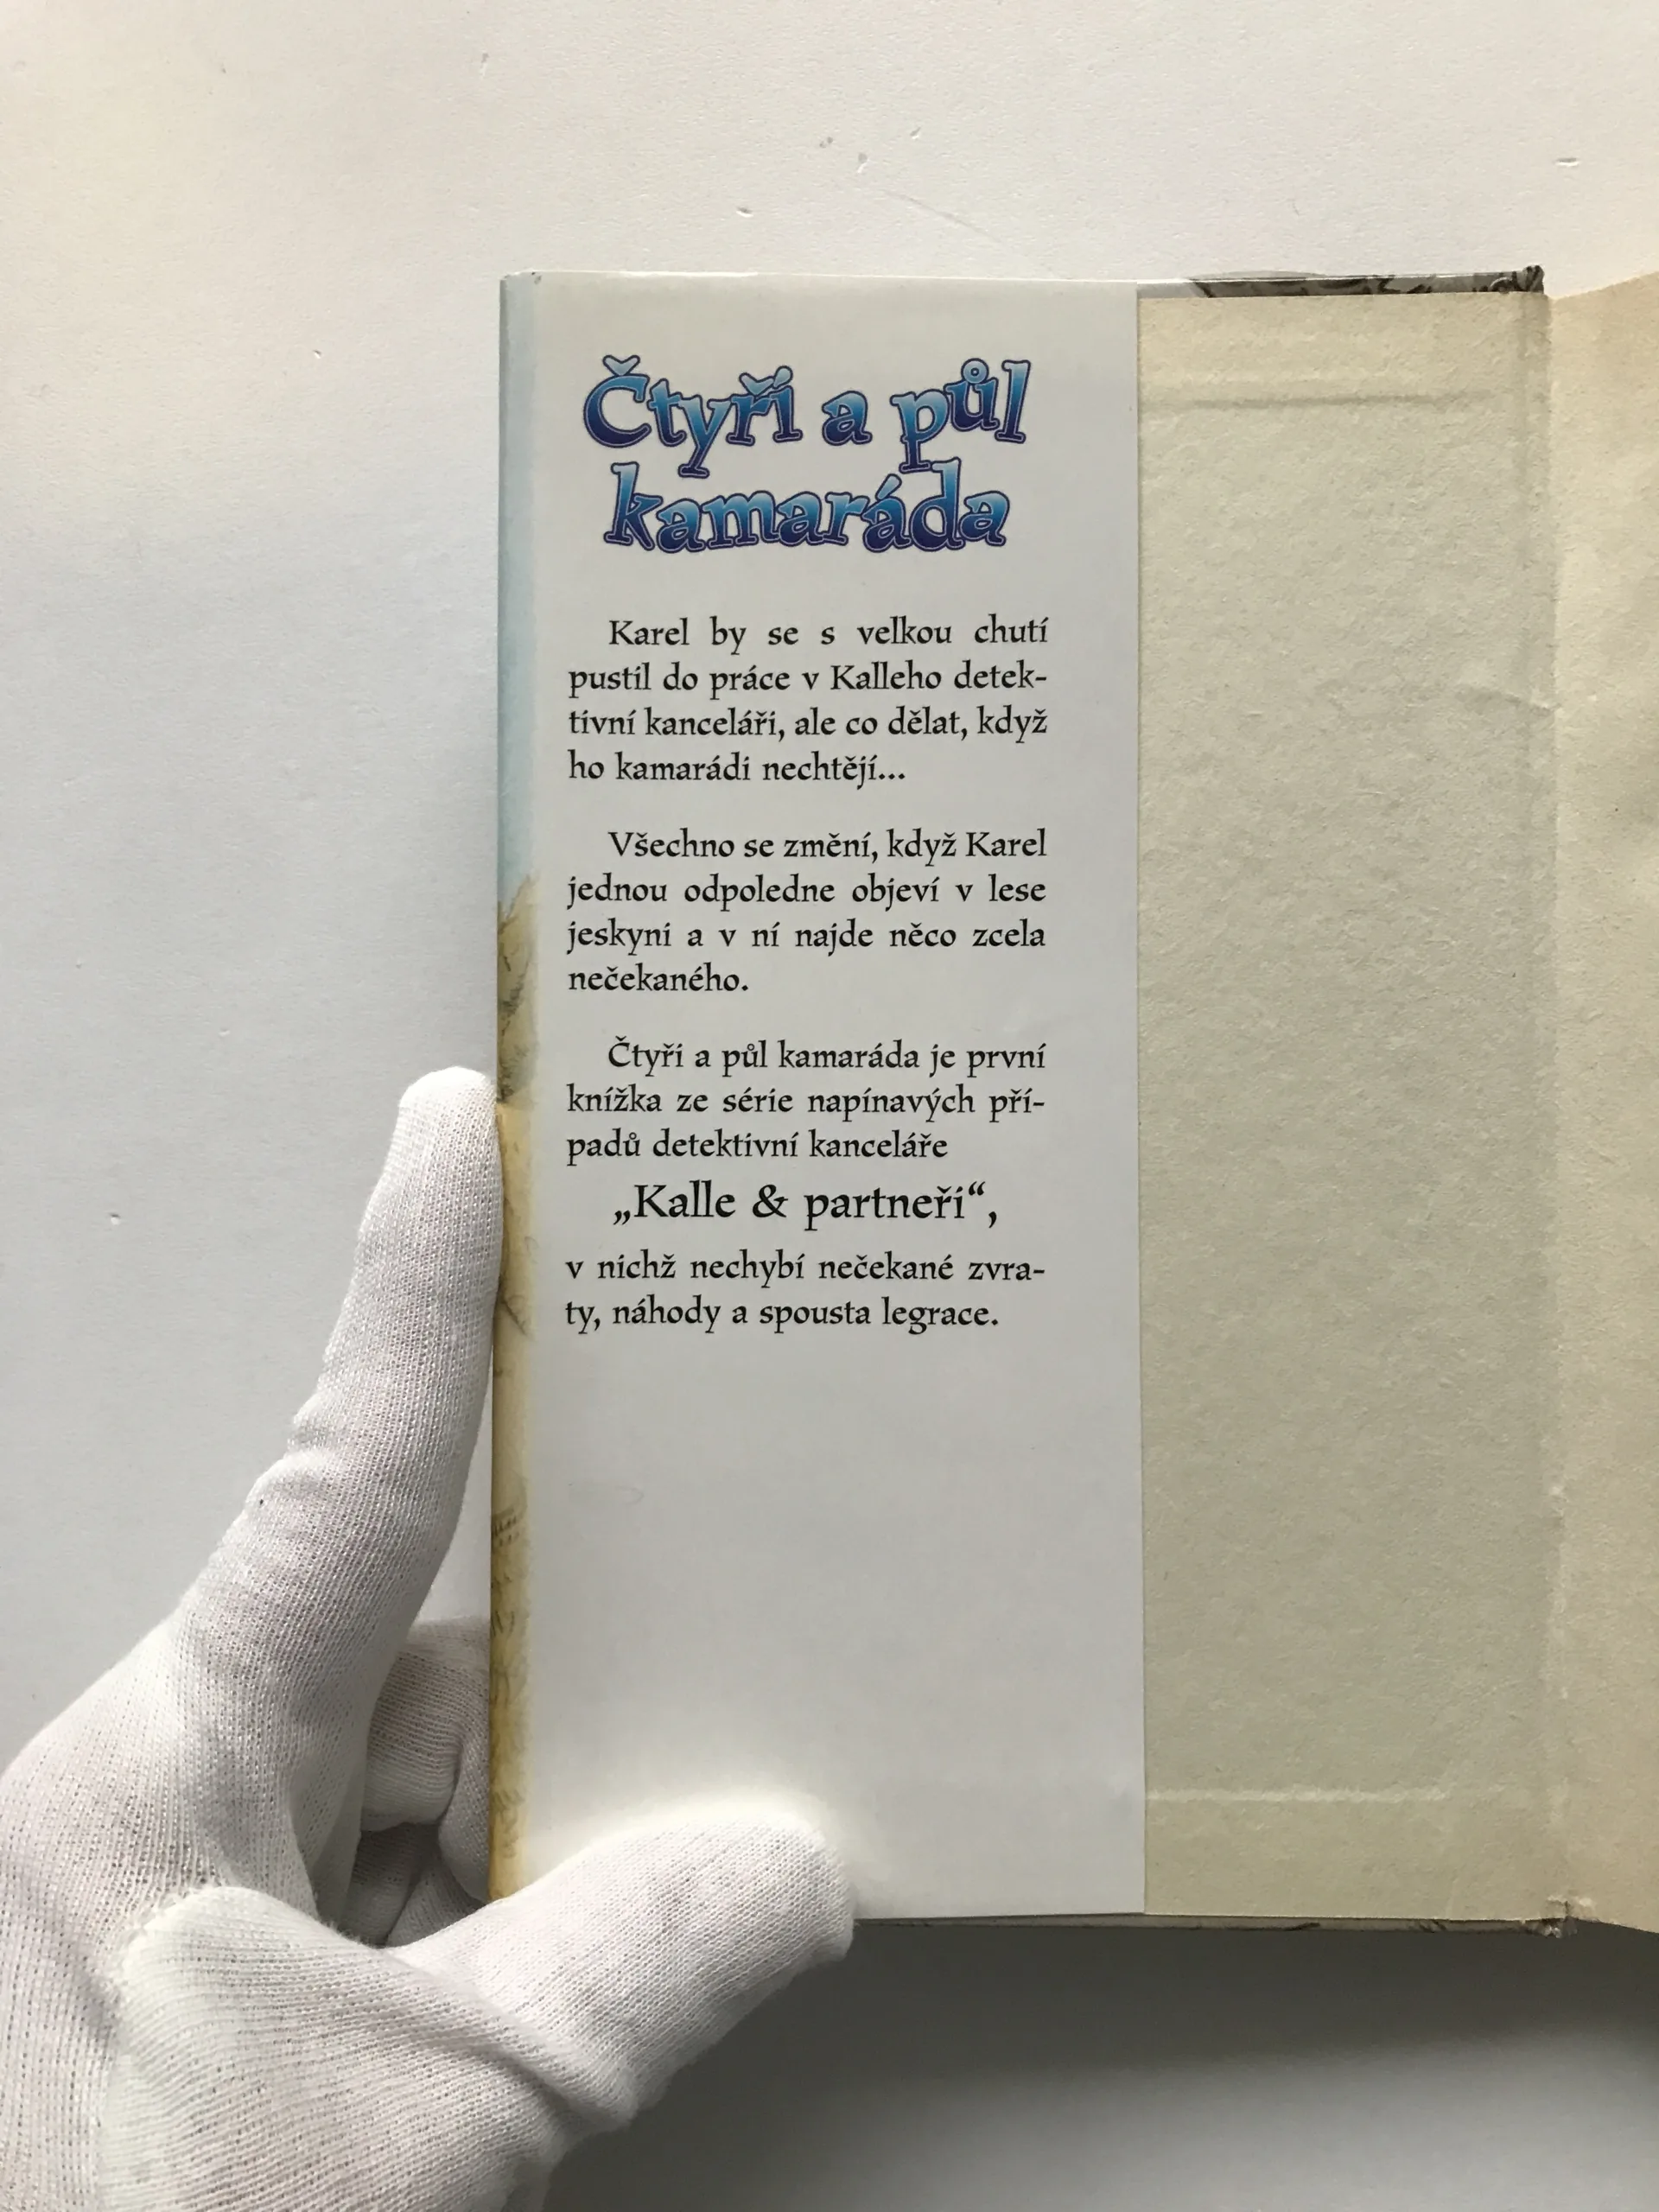 Čtyři a půl
kamaráda
Karel by se s velkou chutí
pustil do práce v Kalleho detek-
tivní kanceláři, ale co dělat, když
ho kamarádi nechtějí...
Všechno se změní, když Karel
jednou odpoledne objeví v lese
jeskyni a v ní najde něco zcela
nečekaného.
Čtyři a půl kamaráda je první
knížka ze série napínavých pří-
padů detektivní kanceláře
„Kalle & partneři“,
v nichž nechybí nečekané zvra-
ty, náhody a spousta legrace.